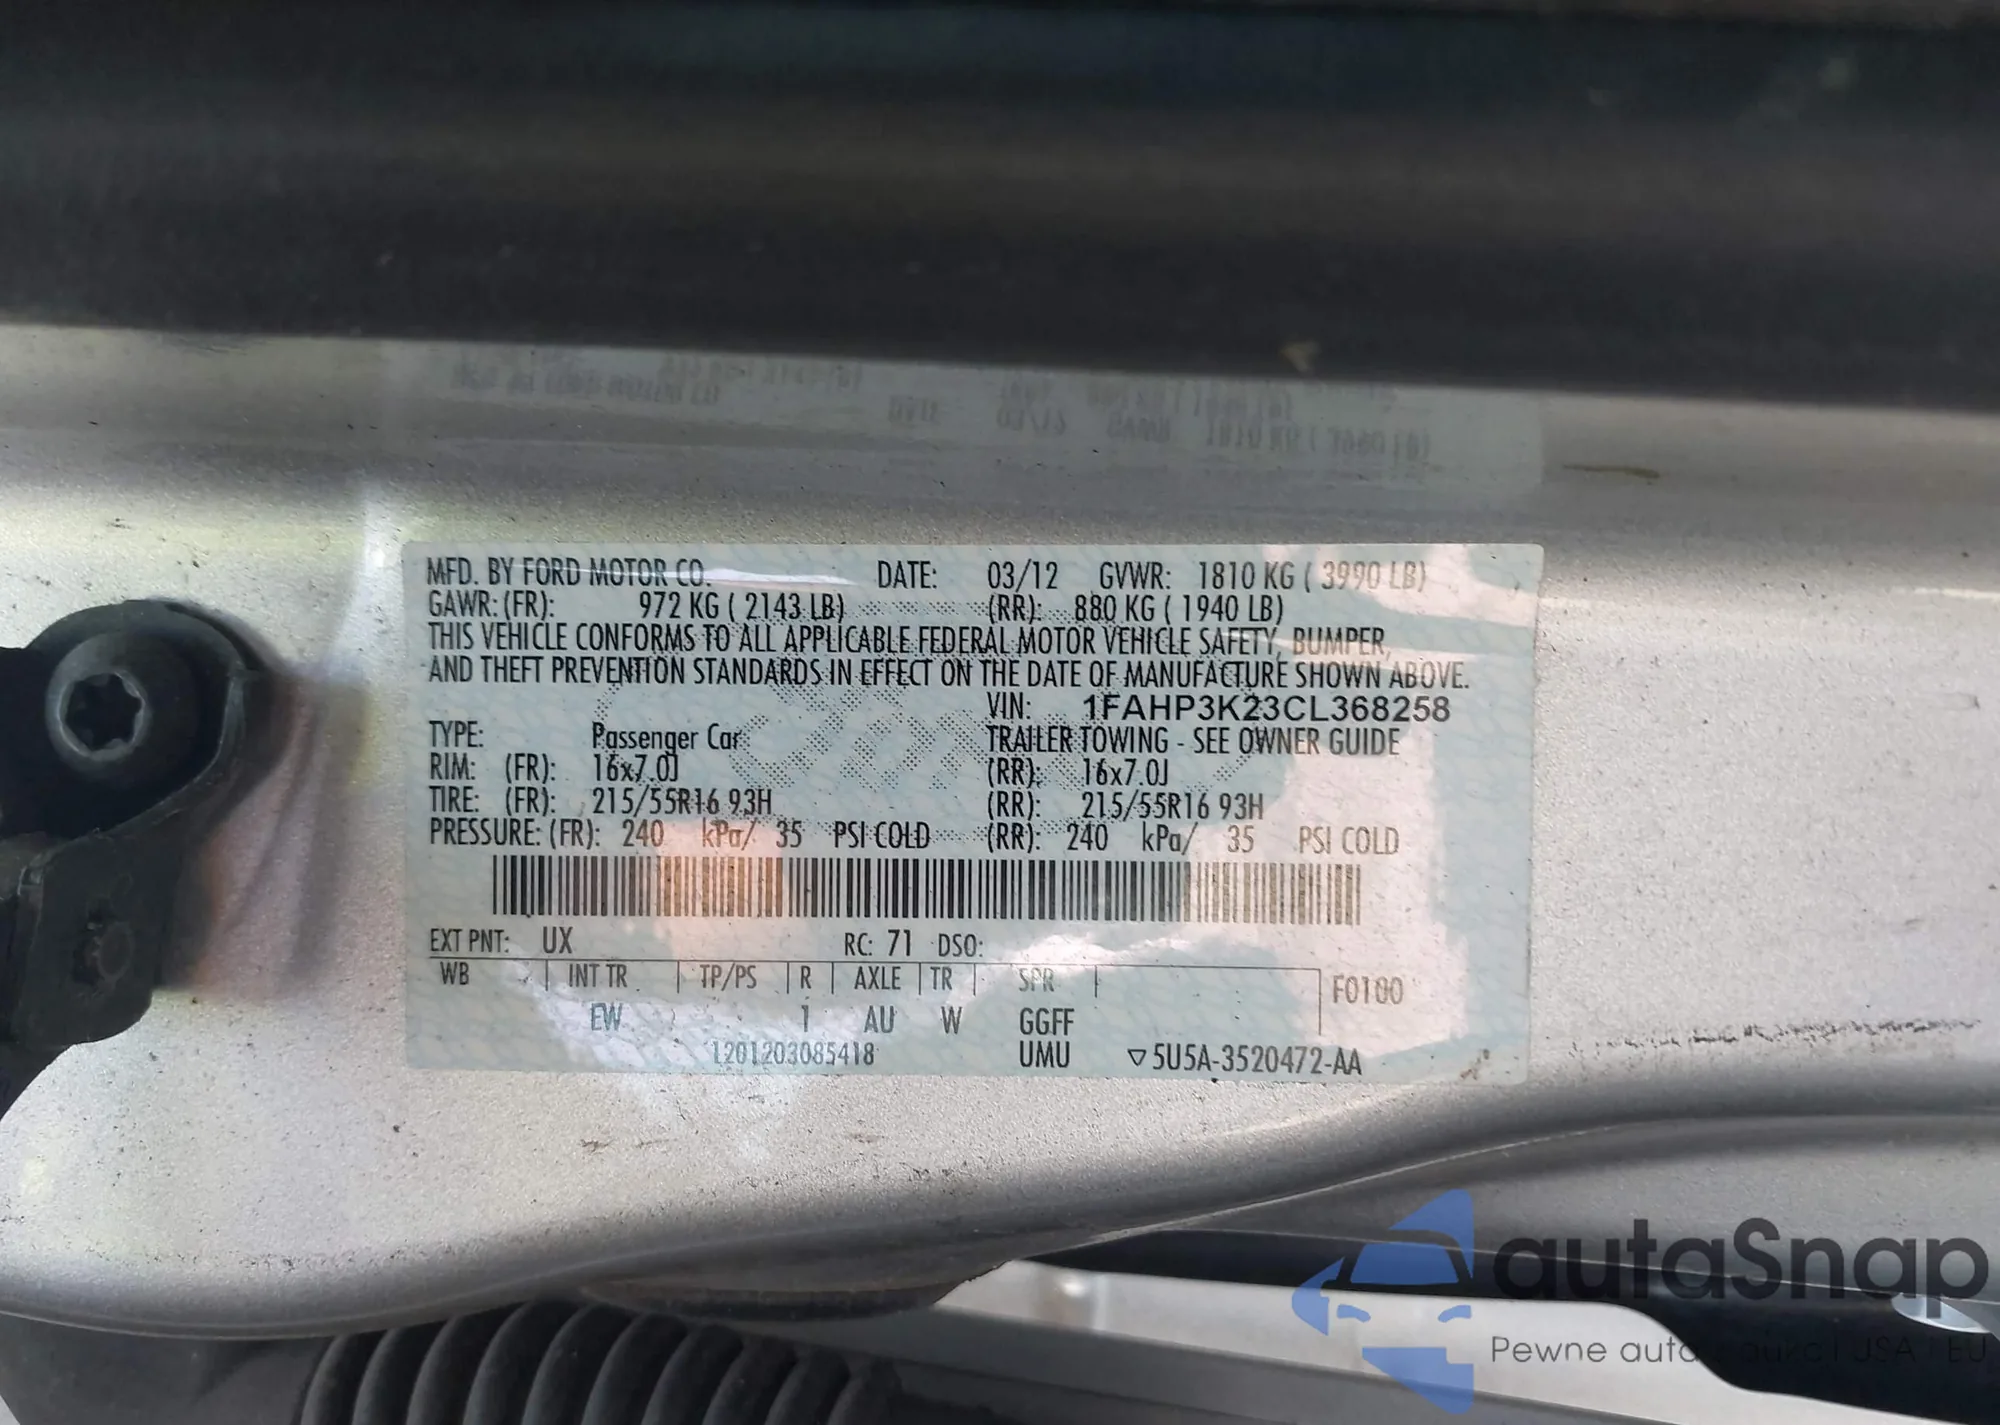 MFD. BY FORD MOTOR CO. DATE: 03/12 GVWR: 1810 KG ( 3990 LB)
GAWR: (FR): 972 KG ( 2143 LB) (RR): 880 KG ( 1940 LB)
THIS VEHICLE CONFORMS TO ALL APPLICABLE FEDERAL MOTOR VEHICLE SAFETY, BUMPER,
AND THEFT PREVENTION STANDARDS IN EFFECT ON THE DATE OF MANUFACTURE SHOWN ABOVE.
VIN: 1FAHP3K23CL368258
TYPE: Passenger Car TRAILER TOWING - SEE OWNER GUIDE
RIM: (FR): 16x7.0J (RR): 16x7.0J
TIRE: (FR): 215/55R16 93H (RR): 215/55R16 93H
PRESSURE: (FR): 240 kPa/ 35 PSI COLD (RR): 240 kPa/ 35 PSI COLD
EXT PNT: UX RC: 71 DSO:
WB INT TR TP/PS R AXLE TR SPR F0100
EW 1 AU W GGFF
L201203085418 UMU ▽5U5A-3520472-AA
autaSnap
Pewne auta USA EU